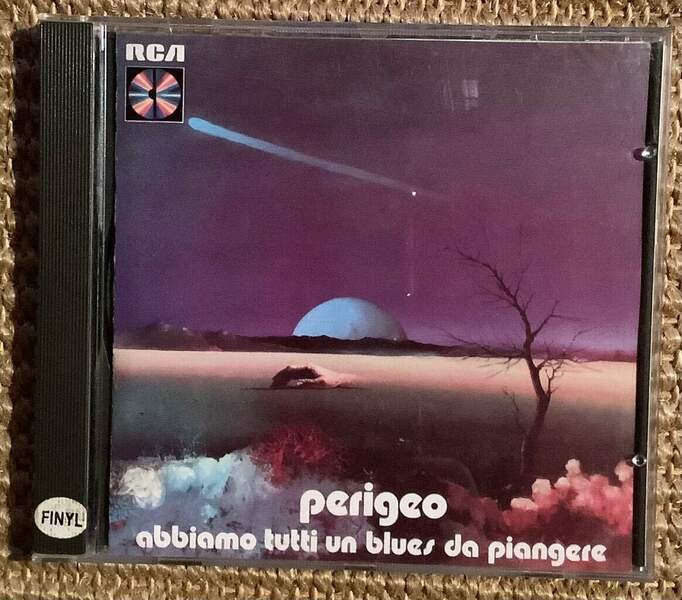 RCA
perigeo
abbiamo tutti un blues da piangere
FINYL